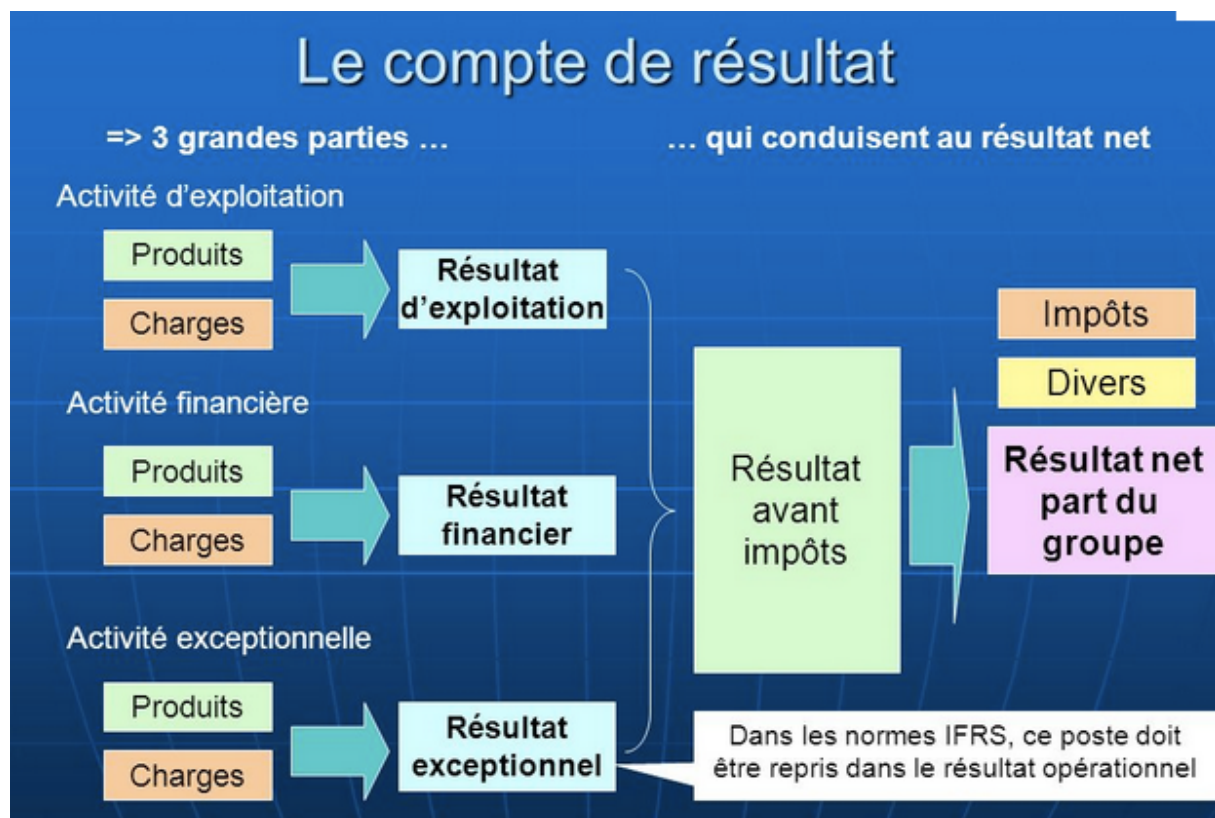 Le compte de résultat
=> 3 grandes parties …
… qui conduisent au résultat net
Activité d’exploitation
Produits
Charges
Résultat
d’exploitation
Activité financière
Produits
Charges
Résultat
financier
Activité exceptionnelle
Produits
Charges
Résultat
exceptionnel
Résultat
avant
impôts
Impôts
Divers
Résultat net
part du
groupe
Dans les normes IFRS, ce poste doit
être repris dans le résultat opérationnel